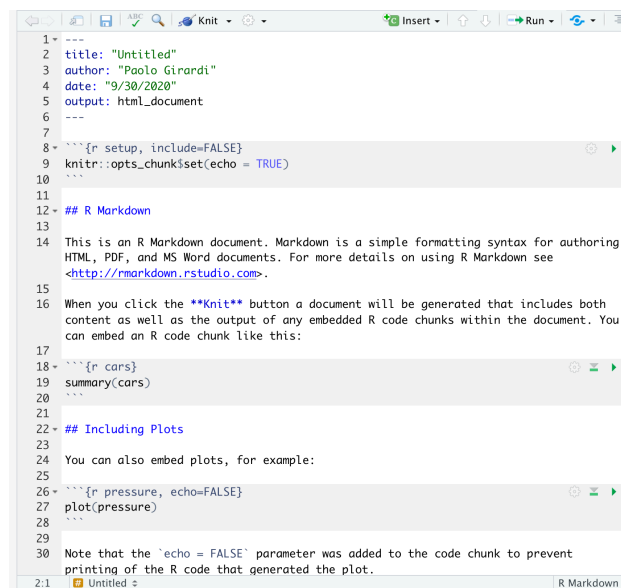 ABC Knit Insert Run
1 ---
2 title: "Untitled"
3 author: "Paolo Girardi"
4 date: "9/30/2020"
5 output: html_document
6 ---
7
8 ```{r setup, include=FALSE}
9 knitr::opts_chunk$set(echo = TRUE)
10 ```
11
12 ## R Markdown
13
14 This is an R Markdown document. Markdown is a simple formatting syntax for authoring
HTML, PDF, and MS Word documents. For more details on using R Markdown see
<http://rmarkdown.rstudio.com>.
15
16 When you click the **Knit** button a document will be generated that includes both
content as well as the output of any embedded R code chunks within the document. You
can embed an R code chunk like this:
17
18 ```{r cars}
19 summary(cars)
20 ```
21
22 ## Including Plots
23
24 You can also embed plots, for example:
25
26 ```{r pressure, echo=FALSE}
27 plot(pressure)
28 ```
29
30 Note that the `echo = FALSE` parameter was added to the code chunk to prevent
printing of the R code that generated the plot.
2:1 # Untitled R Markdown